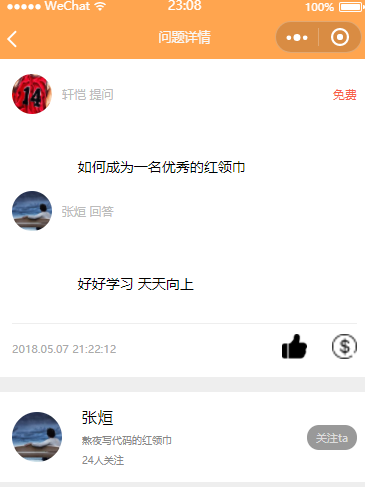 WeChat
23:08
100%
问题详情
14
轩恺 提问
免费
如何成为一名优秀的红领巾
张烜 回答
好好学习 天天向上
2018.05.07 21:22:12
张烜
熬夜写代码的红领巾
24人关注
关注ta